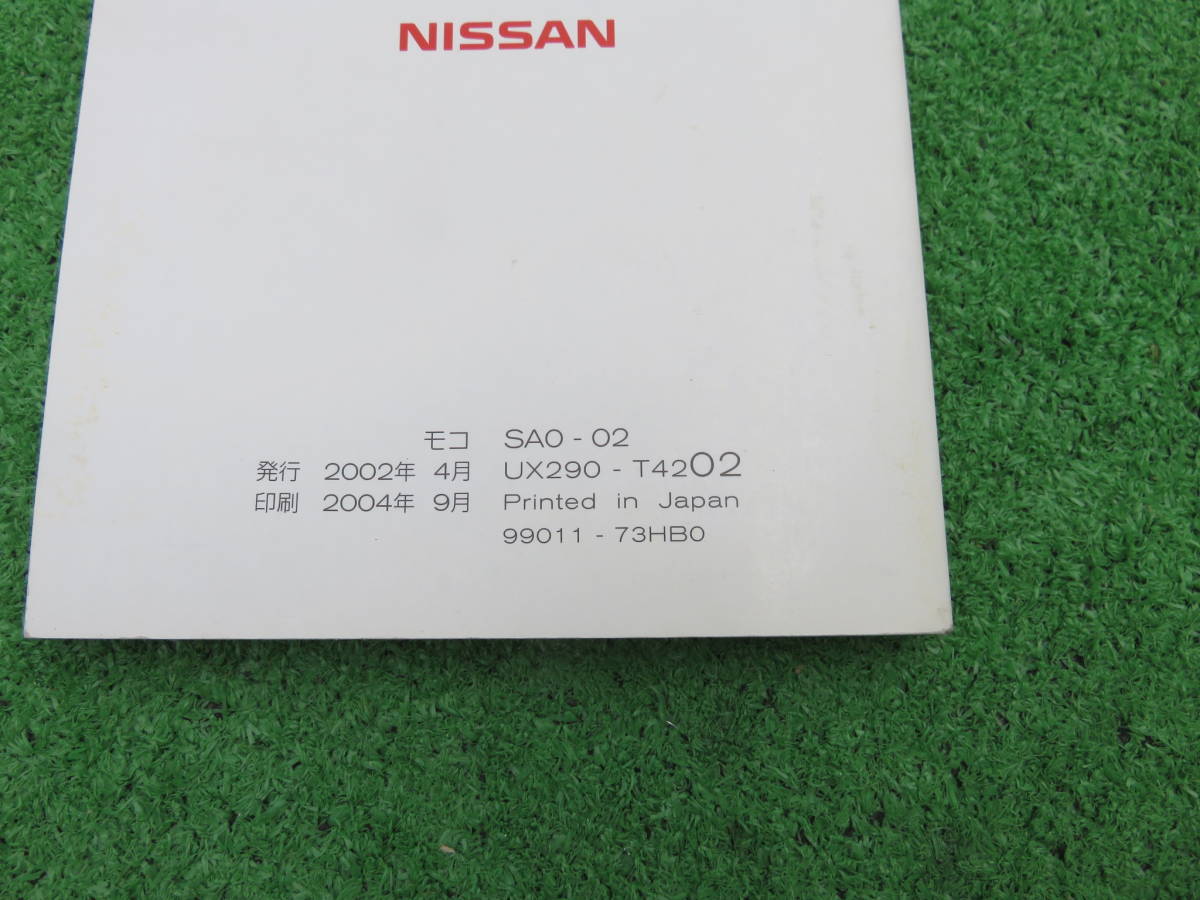 NISSAN
モコ SA0 - 02
発行 2002年 4月 UX290 - T4202
印刷 2004年 9月 Printed in Japan
99011 - 73HB0